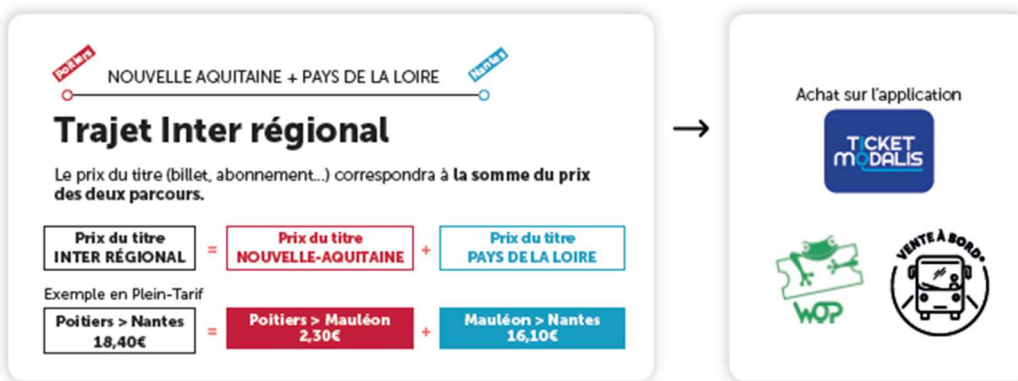 Poitiers
NOUVELLE AQUITAINE + PAYS DE LA LOIRE
Nantes
Trajet Inter régional
Le prix du titre (billet, abonnement...) correspondra à la somme du prix
des deux parcours.
Prix du titre
INTER RÉGIONAL
=
Prix du titre
NOUVELLE-AQUITAINE
+
Prix du titre
PAYS DE LA LOIRE
Exemple en Plein-Tarif
Poitiers > Nantes
18,40€
=
Poitiers > Mauléon
2,30€
+
Mauléon > Nantes
16,10€
→
Achat sur l'application
TICKET
MODALIS
WOP
VENTE À BORD*